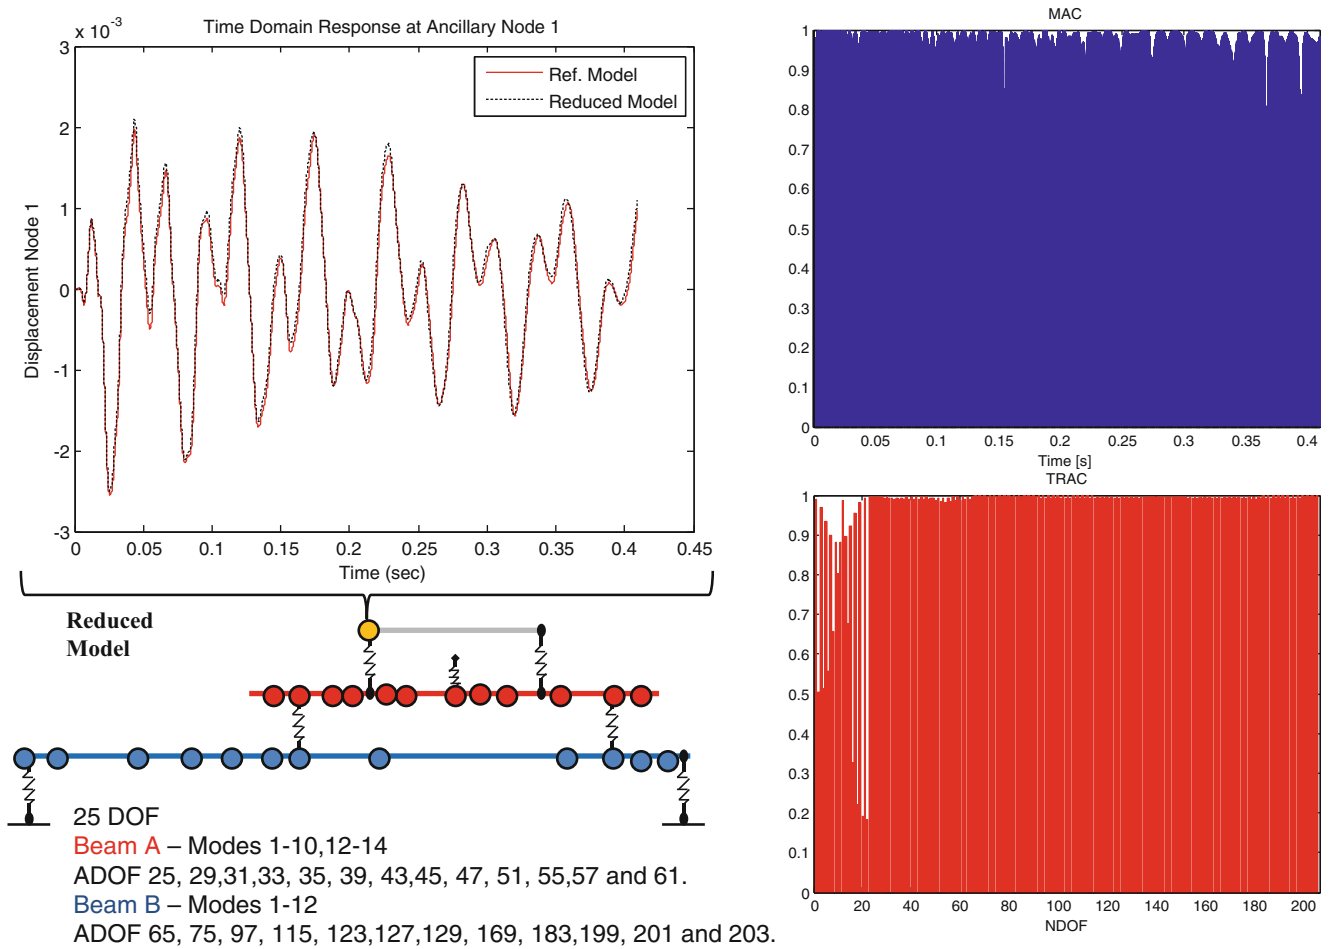 Time Domain Response at Ancillary Node 1
x 10^-3
3
2
1
0
-1
-2
-3
Displacement Node 1
Ref. Model
Reduced Model
0 0.05 0.1 0.15 0.2 0.25 0.3 0.35 0.4 0.45
Time (sec)
MAC
1
0.9
0.8
0.7
0.6
0.5
0.4
0.3
0.2
0.1
0
0 0.05 0.1 0.15 0.2 0.25 0.3 0.35 0.4
Time [s]
TRAC
1
0.9
0.8
0.7
0.6
0.5
0.4
0.3
0.2
0.1
0
0 20 40 60 80 100 120 140 160 180 200
NDOF
Reduced
Model
25 DOF
Beam A – Modes 1-10,12-14
ADOF 25, 29,31,33, 35, 39, 43,45, 47, 51, 55,57 and 61.
Beam B – Modes 1-12
ADOF 65, 75, 97, 115, 123,127,129, 169, 183,199, 201 and 203.